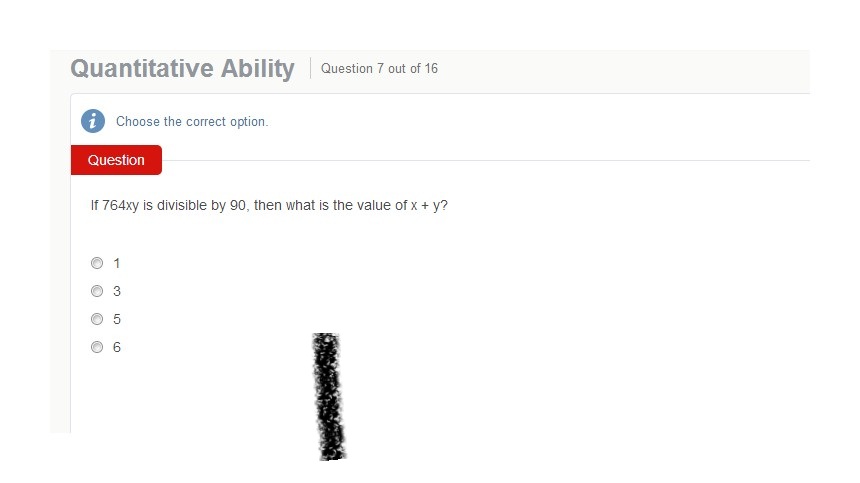 Quantitative Ability
Question 7 out of 16
i
Choose the correct option.
Question
If 764xy is divisible by 90, then what is the value of x + y?
1
3
5
6